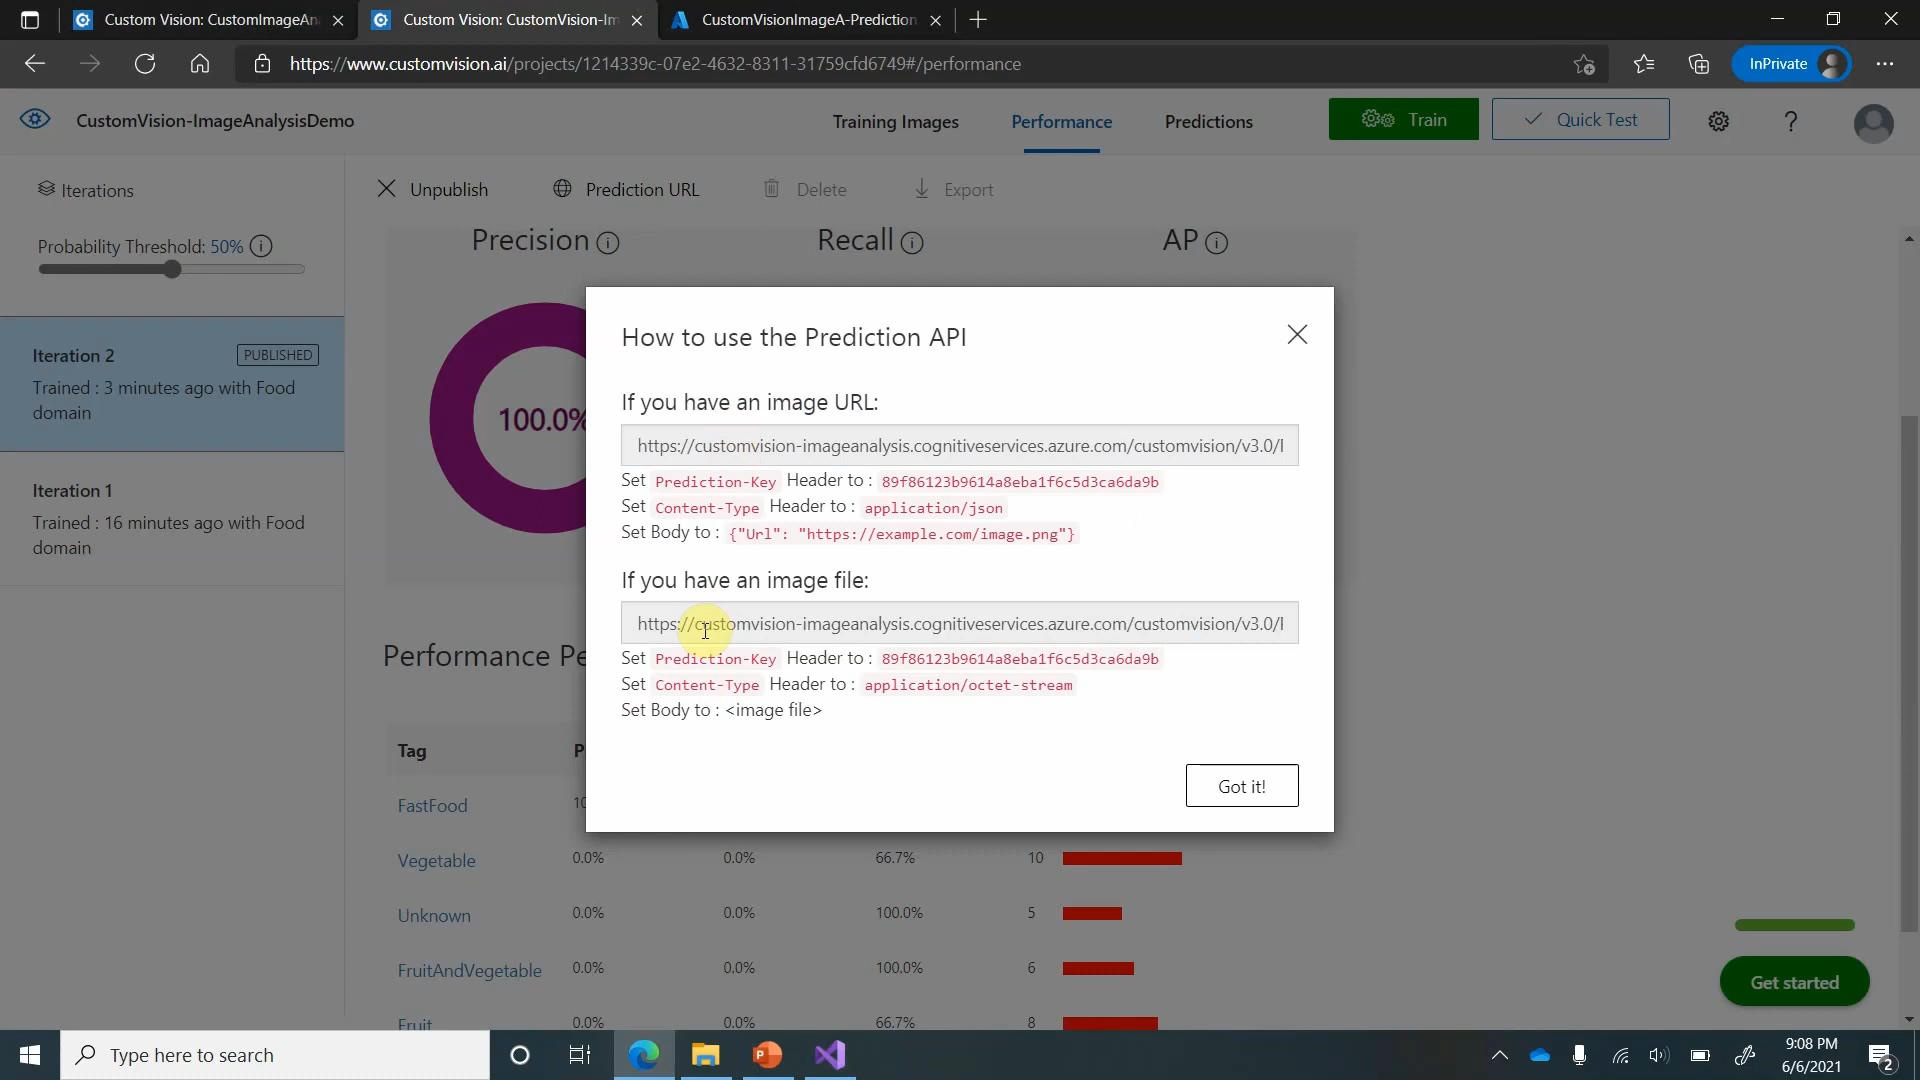 Custom Vision: CustomImageAn
Custom Vision: CustomVision-Im
CustomVisionImageA-Prediction
https://www.customvision.ai/projects/1214339c-07e2-4632-8311-31759cfd6749#/performance
InPrivate
CustomVision-ImageAnalysisDemo
Training Images
Performance
Predictions
Train
Quick Test
Iterations
Unpublish
Prediction URL
Delete
Export
Probability Threshold: 50%
Precision
Recall
AP
Iteration 2
PUBLISHED
Trained : 3 minutes ago with Food
domain
Iteration 1
Trained : 16 minutes ago with Food
domain
100.0%
How to use the Prediction API
If you have an image URL:
https://customvision-imageanalysis.cognitiveservices.azure.com/customvision/v3.0/
Set Prediction-Key Header to : 89f86123b9614a8eba1f6c5d3ca6da9b
Set Content-Type Header to : application/json
Set Body to : {"Url": "https://example.com/image.png"}
If you have an image file:
https://customvision-imageanalysis.cognitiveservices.azure.com/customvision/v3.0/
Set Prediction-Key Header to : 89f86123b9614a8eba1f6c5d3ca6da9b
Set Content-Type Header to : application/octet-stream
Set Body to : <image file>
Got it!
Performance Pe
Tag
FastFood
Vegetable 0.0% 0.0% 66.7% 10
Unknown 0.0% 0.0% 100.0% 5
FruitAndVegetable 0.0% 0.0% 100.0% 6
Fruit 0.0% 0.0% 66.7% 8
Get started
Type here to search
9:08 PM
6/6/2021
2